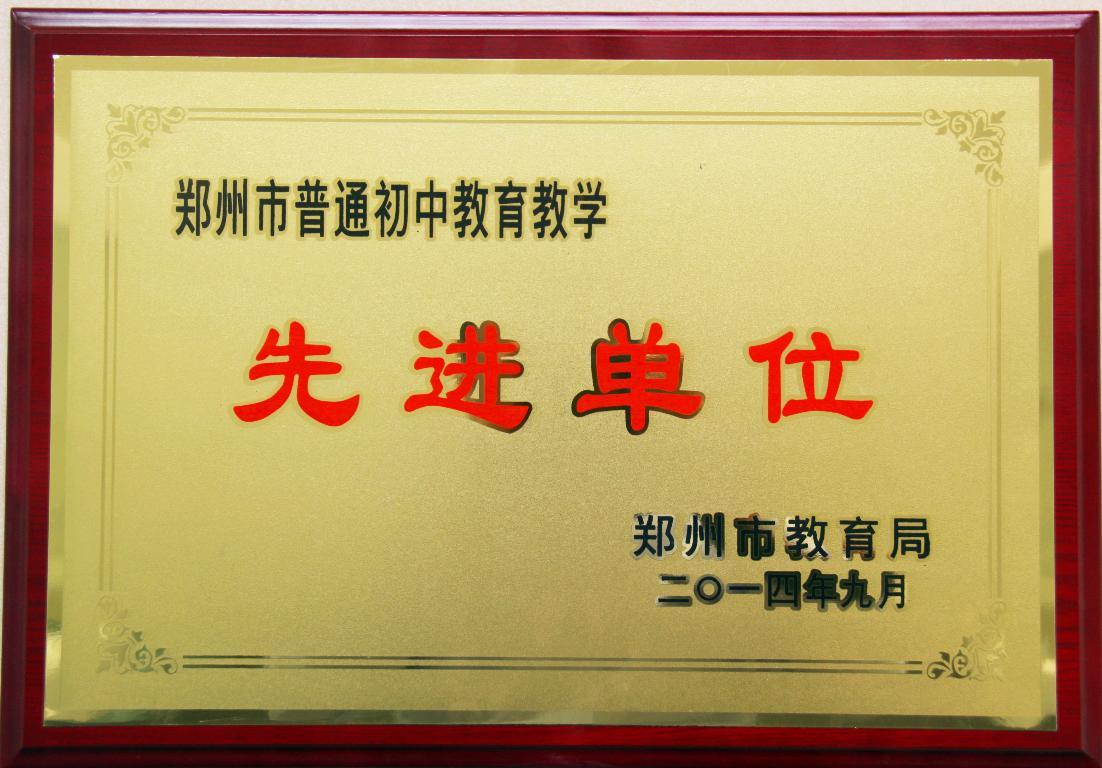 郑州市普通初中教育教学
先进单位
郑州市教育局
二〇一四年九月